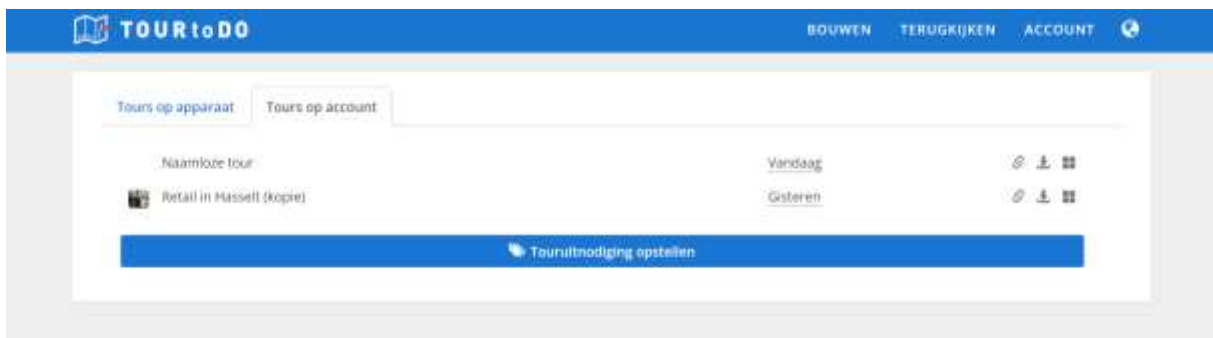 TOURtoDO
BOUWEN TERUGKIJKEN ACCOUNT
Tours op apparaat Tours op account
Naamloze tour Vandaag
Retail in Hasselt (kopie) Gisteren
Touruitnodiging opstellen